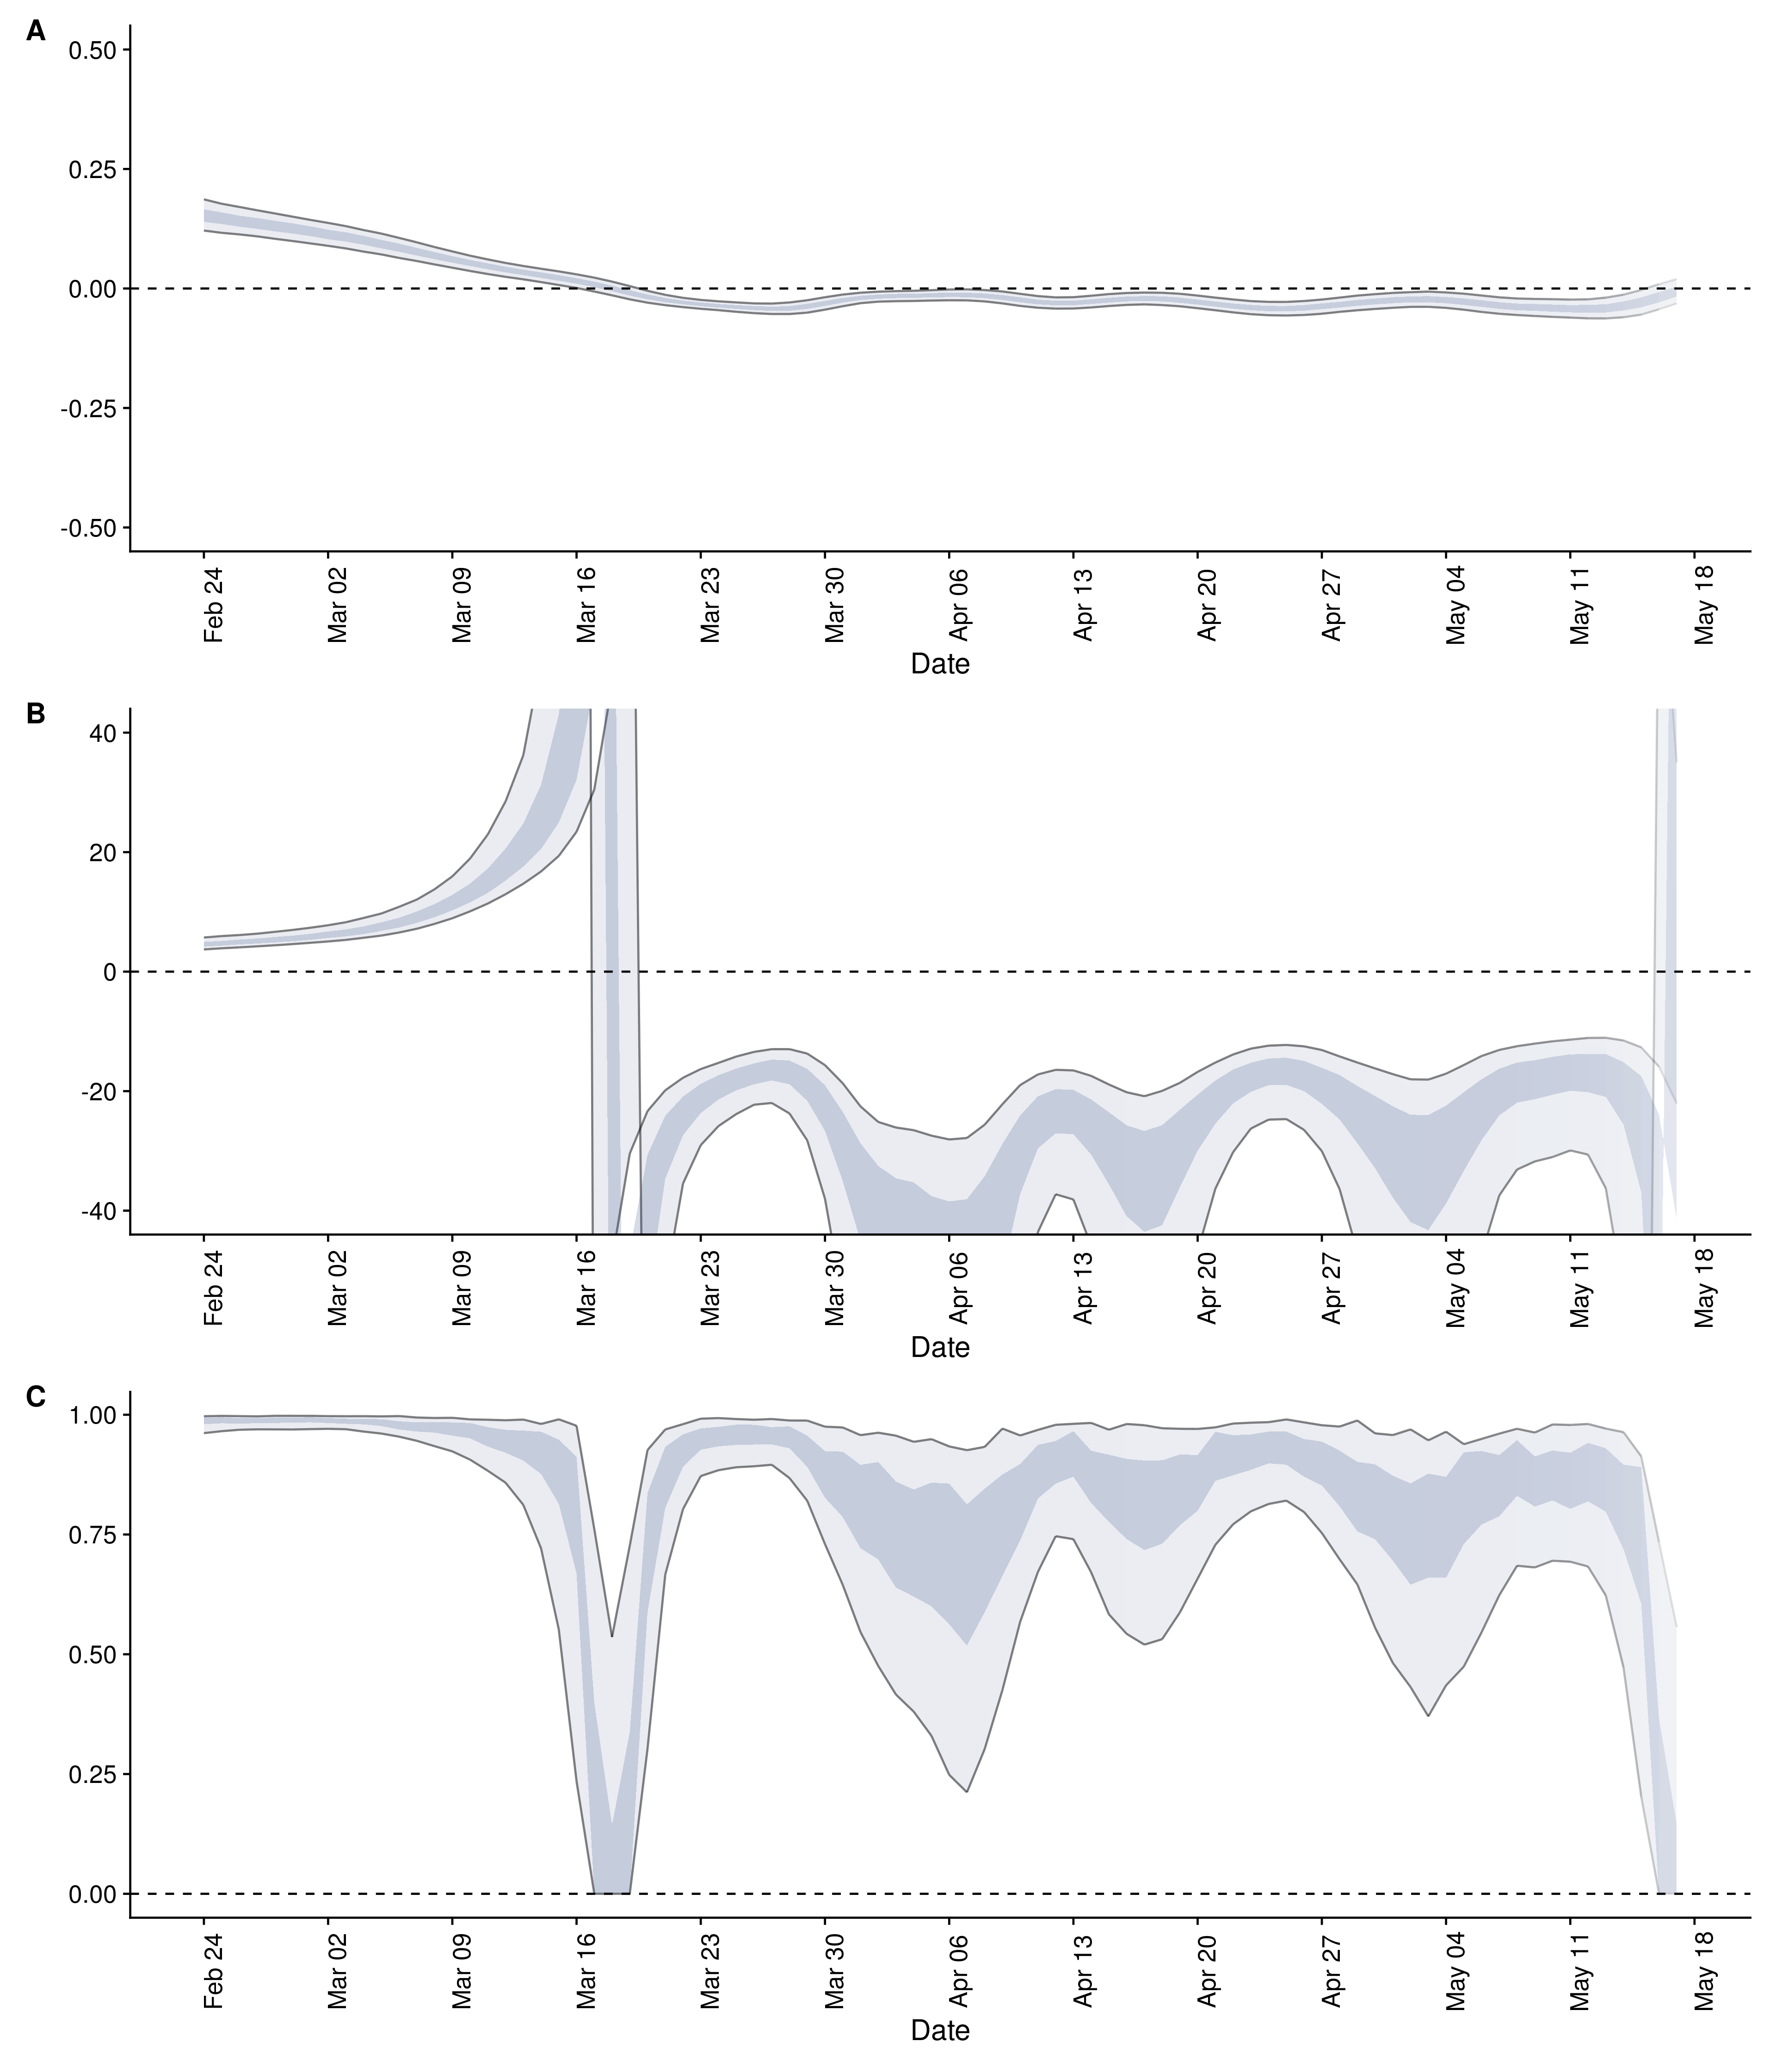 A
0.50
0.25
0.00
-0.25
-0.50
Feb 24
Mar 02
Mar 09
Mar 16
Mar 23
Mar 30
Apr 06
Apr 13
Apr 20
Apr 27
May 04
May 11
May 18
Date
B
40
20
0
-20
-40
Feb 24
Mar 02
Mar 09
Mar 16
Mar 23
Mar 30
Apr 06
Apr 13
Apr 20
Apr 27
May 04
May 11
May 18
Date
C
1.00
0.75
0.50
0.25
0.00
Feb 24
Mar 02
Mar 09
Mar 16
Mar 23
Mar 30
Apr 06
Apr 13
Apr 20
Apr 27
May 04
May 11
May 18
Date